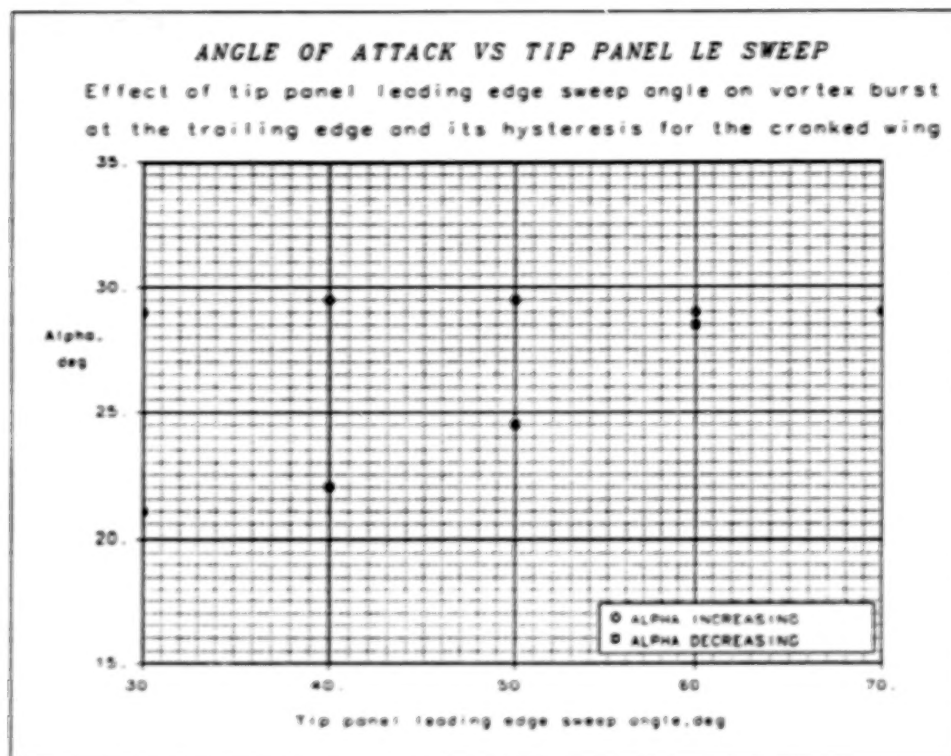 ANGLE OF ATTACK VS TIP PANEL LE SWEEP
Effect of tip panel leading edge sweep angle on vortex burst
at the trailing edge and its hysteresis for the cranked wing
35.
30.
Alpha,
deg
25.
20.
ALPHA INCREASING
ALPHA DECREASING
15.
30 40. 50 60 70.
Tip panel leading edge sweep angle,deg